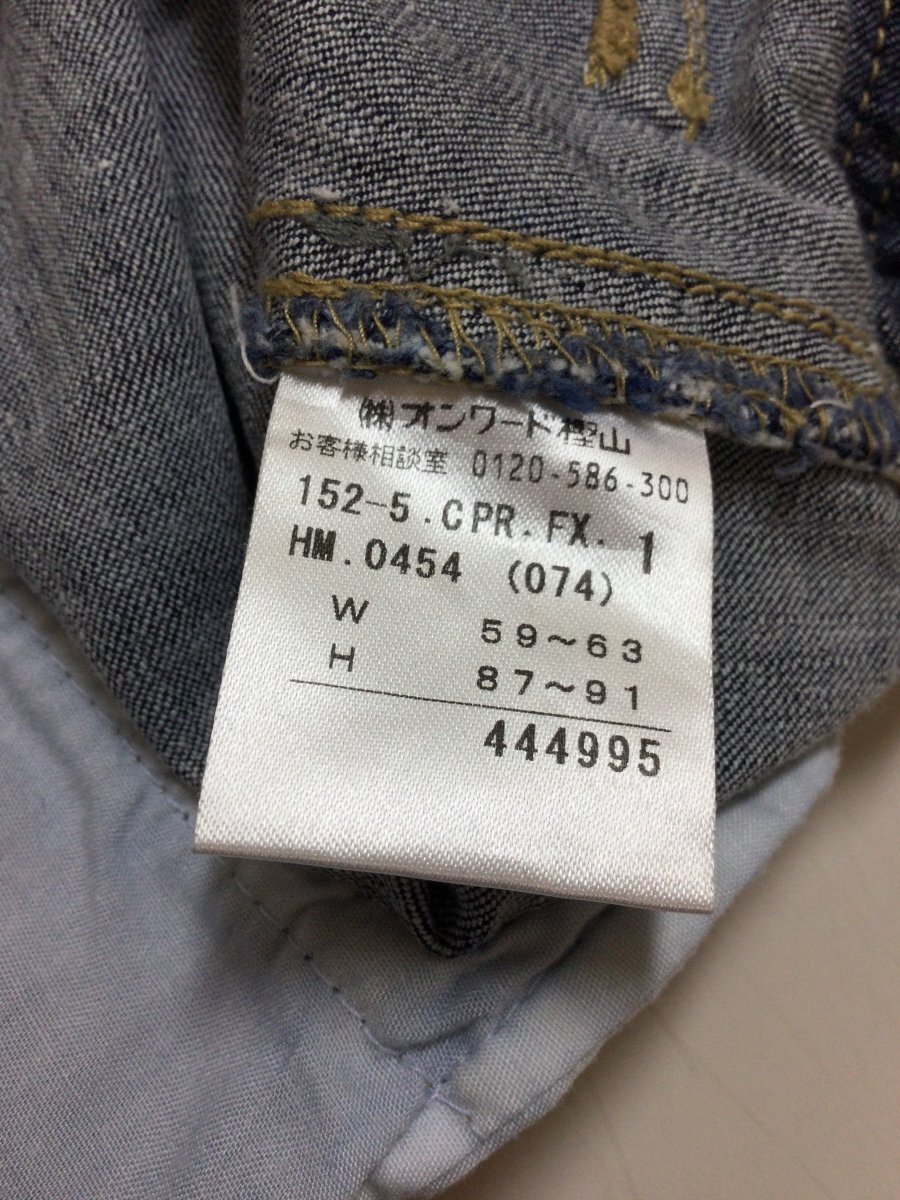 ㈱オンワード樫山
お客様相談室 0120-586-300
152-5.CPR.FX. 1
HM.0454 (074)
W 59～63
H 87～91
444995